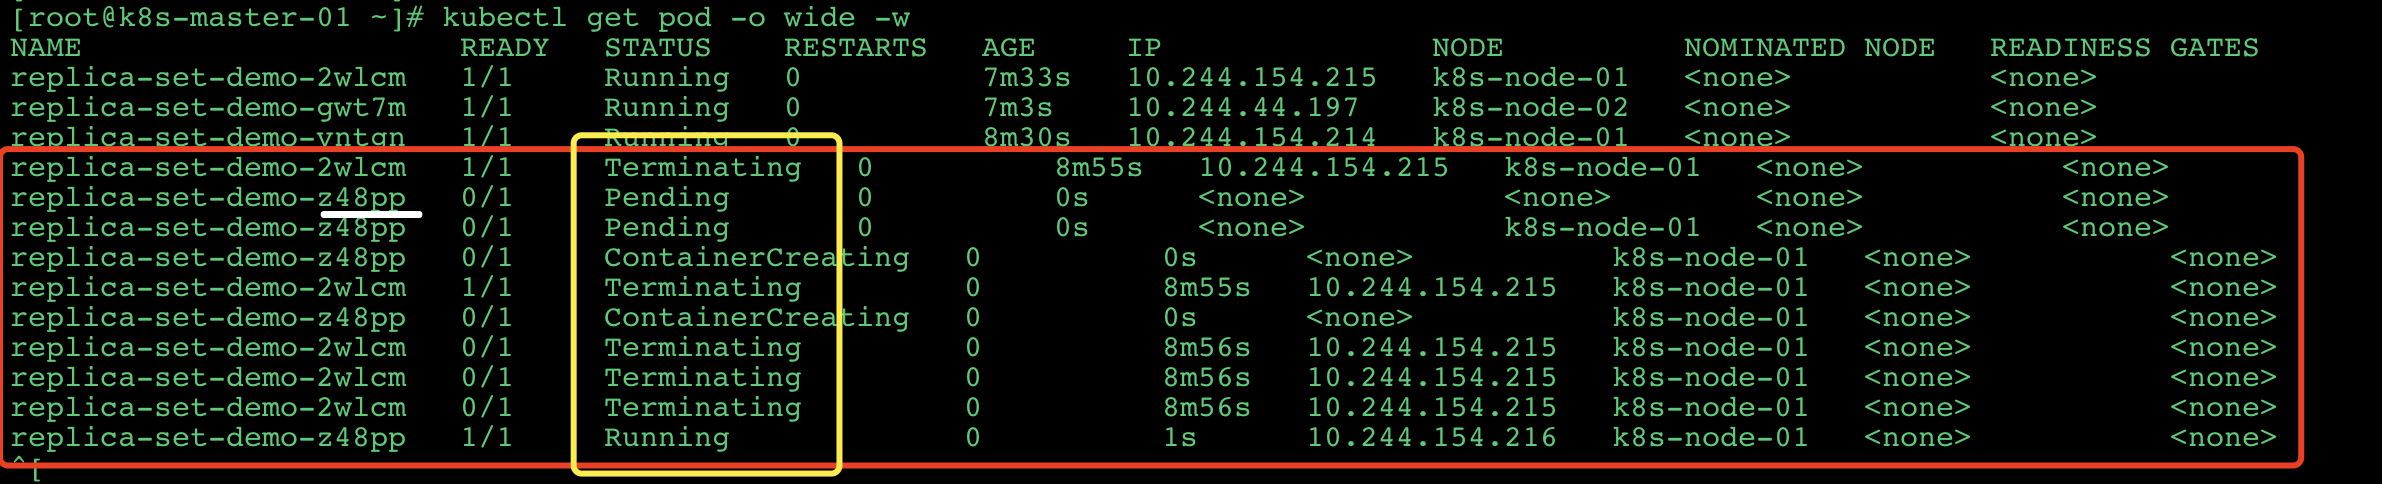 [root@k8s-master-01 ~]# kubectl get pod -o wide -w
NAME READY STATUS RESTARTS AGE IP NODE NOMINATED NODE READINESS GATES
replica-set-demo-2wlcm 1/1 Running 0 7m33s 10.244.154.215 k8s-node-01 <none> <none>
replica-set-demo-gwt7m 1/1 Running 0 7m3s 10.244.44.197 k8s-node-02 <none> <none>
replica-set-demo-vntqn 1/1 Running 0 8m30s 10.244.154.214 k8s-node-01 <none> <none>
replica-set-demo-2wlcm 1/1 Terminating 0 8m55s 10.244.154.215 k8s-node-01 <none> <none>
replica-set-demo-z48pp 0/1 Pending 0 0s <none> <none> <none> <none>
replica-set-demo-z48pp 0/1 Pending 0 0s <none> k8s-node-01 <none> <none>
replica-set-demo-z48pp 0/1 ContainerCreating 0 0s <none> k8s-node-01 <none> <none>
replica-set-demo-2wlcm 1/1 Terminating 0 8m55s 10.244.154.215 k8s-node-01 <none> <none>
replica-set-demo-z48pp 0/1 ContainerCreating 0 0s <none> k8s-node-01 <none> <none>
replica-set-demo-2wlcm 0/1 Terminating 0 8m56s 10.244.154.215 k8s-node-01 <none> <none>
replica-set-demo-2wlcm 0/1 Terminating 0 8m56s 10.244.154.215 k8s-node-01 <none> <none>
replica-set-demo-2wlcm 0/1 Terminating 0 8m56s 10.244.154.215 k8s-node-01 <none> <none>
replica-set-demo-z48pp 1/1 Running 0 1s 10.244.154.216 k8s-node-01 <none> <none>
^[